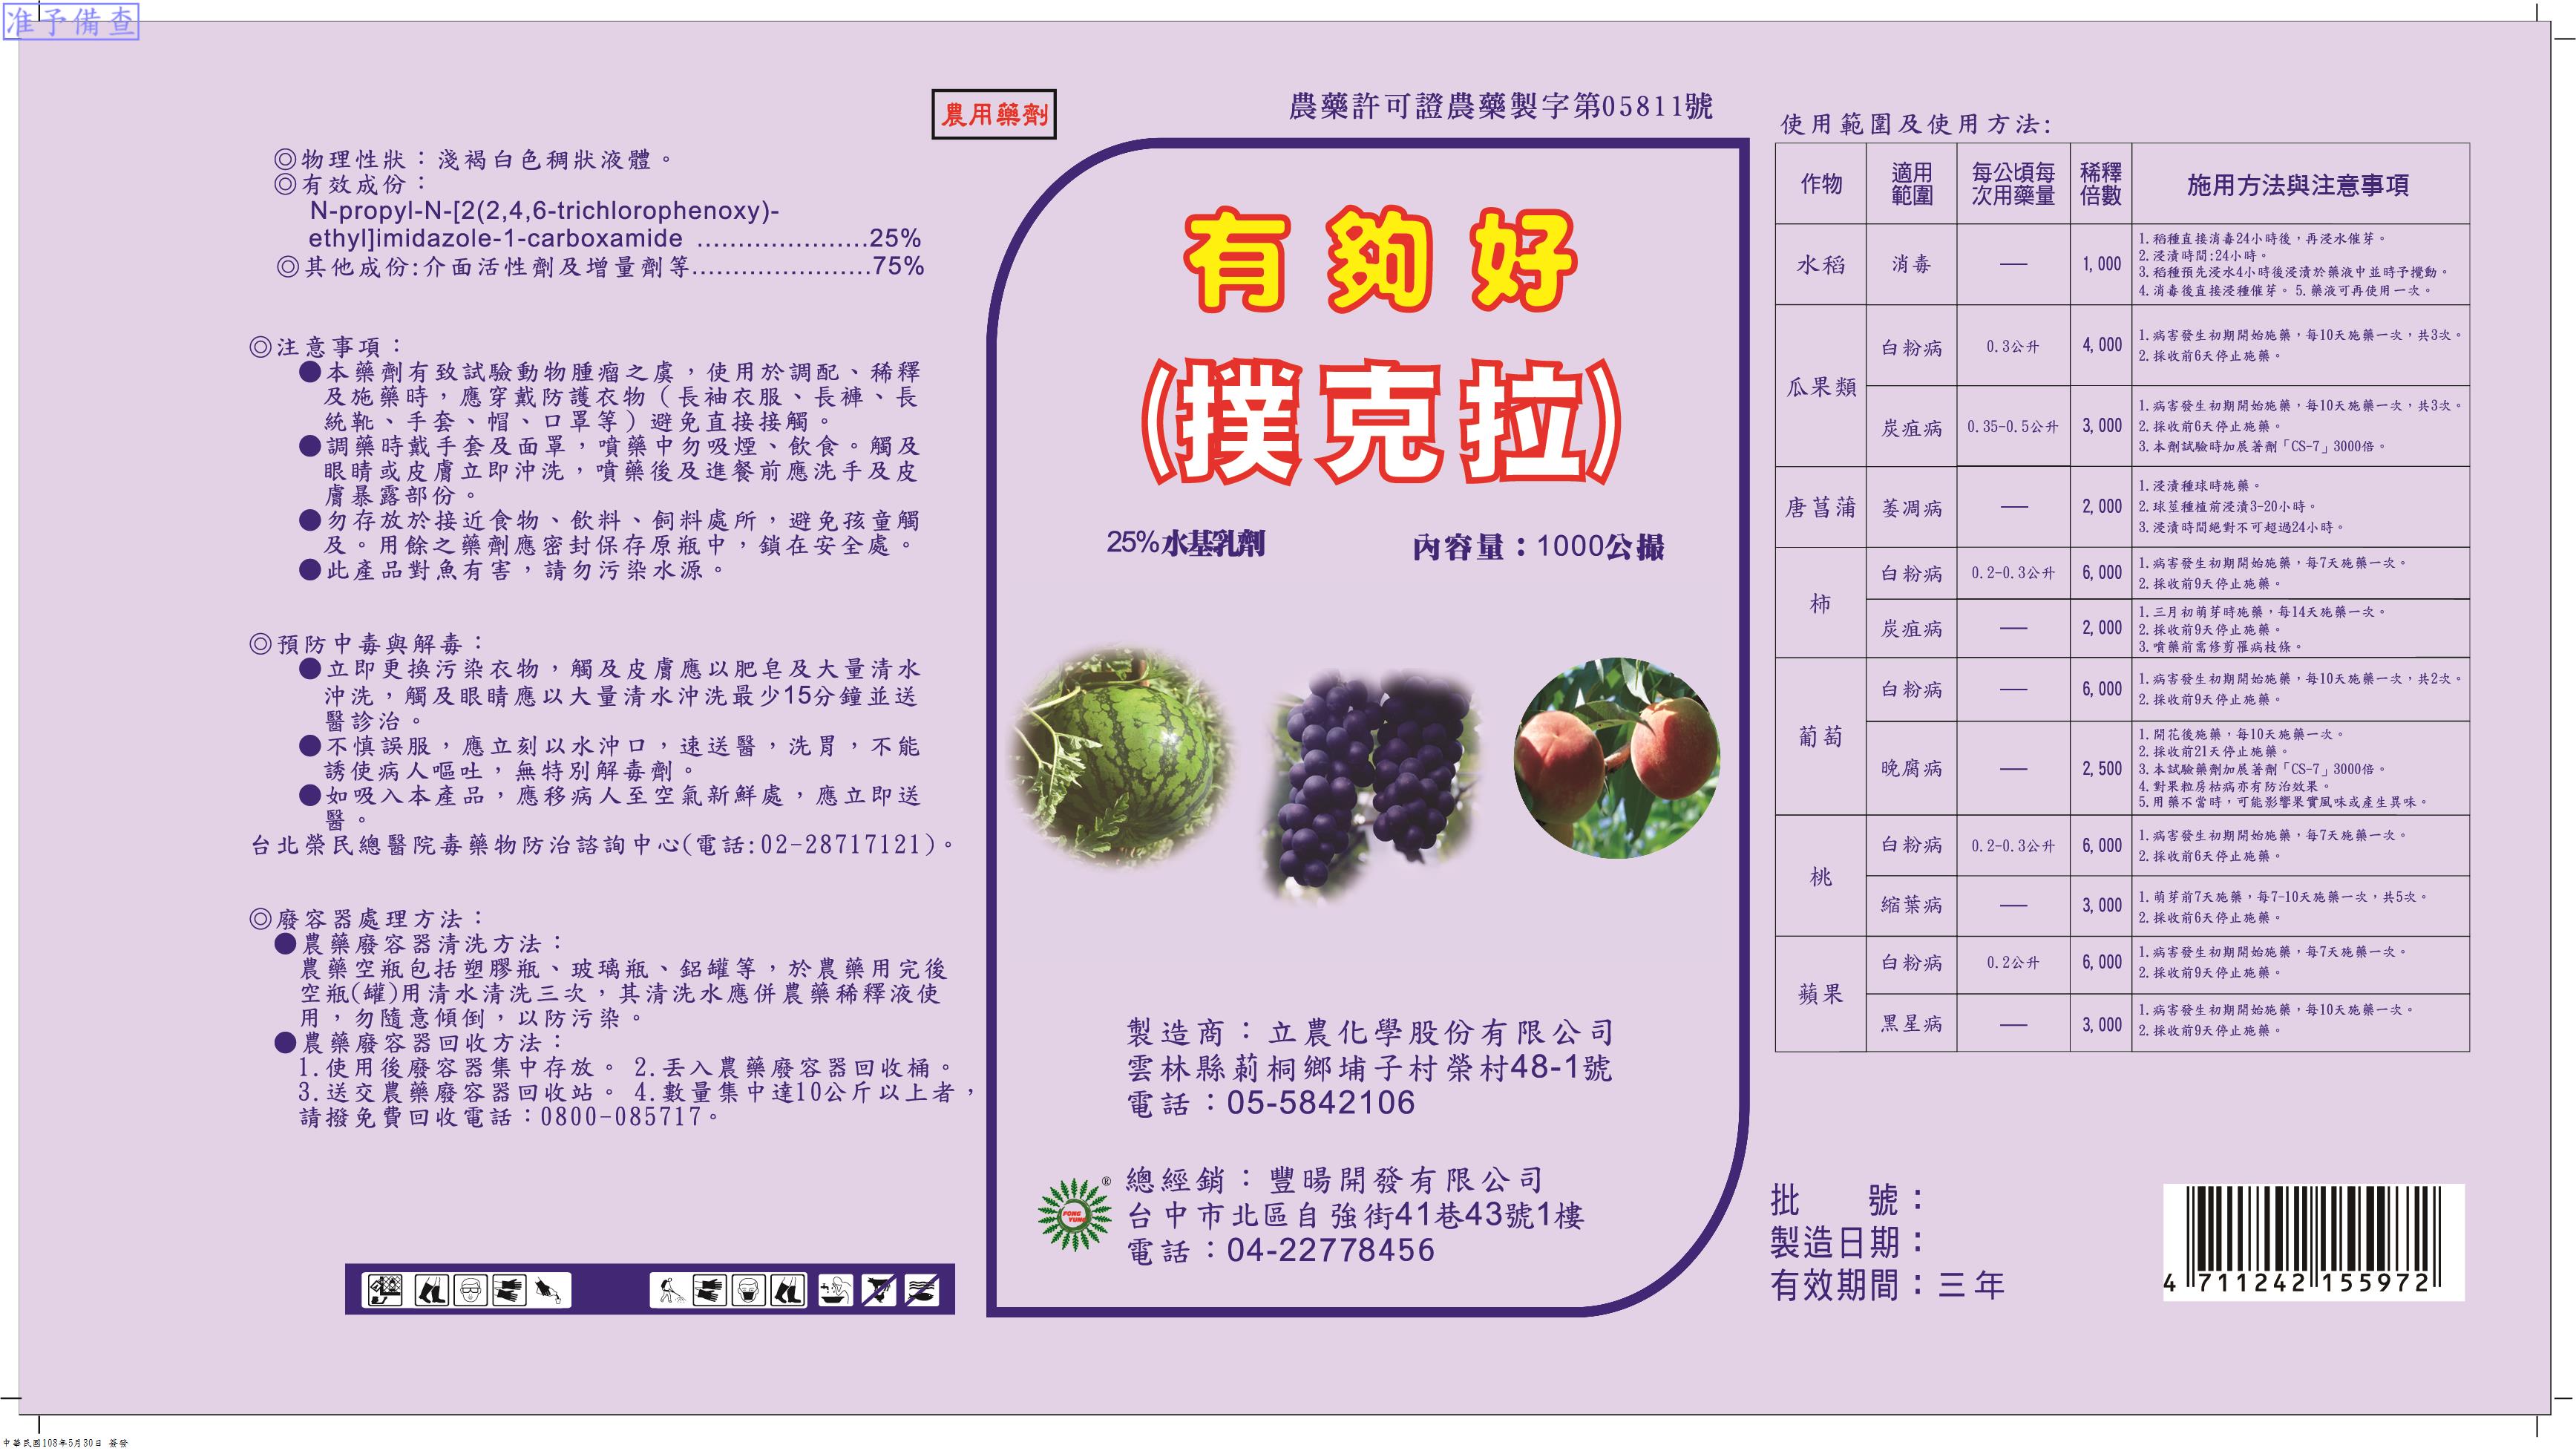 准予備查
農用藥劑
◎物理性狀：淺褐白色稠狀液體。
◎有效成份：
N-propyl-N-[2(2,4,6-trichlorophenoxy)-
ethyl]imidazole-1-carboxamide .....................25%
◎其他成份:介面活性劑及增量劑等......................75%
◎注意事項：
●本藥劑有致試驗動物腫瘤之虞，使用於調配、稀釋
及施藥時，應穿戴防護衣物（長袖衣服、長褲、長
統靴、手套、帽、口罩等）避免直接接觸。
●調藥時戴手套及面罩，噴藥中勿吸煙、飲食。觸及
眼睛或皮膚立即沖洗，噴藥後及進餐前應洗手及皮
膚暴露部份。
●勿存放於接近食物、飲料、飼料處所，避免孩童觸
及。用餘之藥劑應密封保存原瓶中，鎖在安全處。
●此產品對魚有害，請勿污染水源。
◎預防中毒與解毒：
●立即更換污染衣物，觸及皮膚應以肥皂及大量清水
沖洗，觸及眼睛應以大量清水沖洗最少15分鐘並送
醫診治。
●不慎誤服，應立刻以水沖口，速送醫，洗胃，不能
誘使病人嘔吐，無特別解毒劑。
●如吸入本產品，應移病人至空氣新鮮處，應立即送
醫。
台北榮民總醫院毒藥物防治諮詢中心(電話:02-28717121)。
◎廢容器處理方法：
●農藥廢容器清洗方法：
農藥空瓶包括塑膠瓶、玻璃瓶、鋁罐等，於農藥用完後
空瓶(罐)用清水清洗三次，其清洗水應併農藥稀釋液使
用，勿隨意傾倒，以防污染。
●農藥廢容器回收方法：
1.使用後廢容器集中存放。 2.丟入農藥廢容器回收桶。
3.送交農藥廢容器回收站。 4.數量集中達10公斤以上者，
請撥免費回收電話：0800-085717。
農藥許可證農藥製字第05811號
有夠好
(撲克拉)
25%水基乳劑 內容量：1000公撮
製造商：立農化學股份有限公司
雲林縣莿桐鄉埔子村榮村48-1號
電話：05-5842106
FONG
YUNG
®
總經銷：豐暘開發有限公司
台中市北區自強街41巷43號1樓
電話：04-22778456
使用範圍及使用方法:
作物 適用範圍 每公頃每次用藥量 稀釋倍數 施用方法與注意事項
水稻 消毒 — 1,000
1.稻種直接消毒24小時後，再浸水催芽。
2.浸漬時間:24小時。
3.稻種預先浸水4小時後浸漬於藥液中並時予攪動。
4.消毒後直接浸種催芽。 5.藥液可再使用一次。
瓜果類 白粉病 0.3公升 4,000
1.病害發生初期開始施藥，每10天施藥一次，共3次。
2.採收前6天停止施藥。
炭疽病 0.35-0.5公升 3,000
1.病害發生初期開始施藥，每10天施藥一次，共3次。
2.採收前6天停止施藥。
3.本劑試驗時加展著劑「CS-7」3000倍。
唐菖蒲 萎凋病 — 2,000
1.浸漬種球時施藥。
2.球莖種植前浸漬3-20小時。
3.浸漬時間絕對不可超過24小時。
柿 白粉病 0.2-0.3公升 6,000
1.病害發生初期開始施藥，每7天施藥一次。
2.採收前9天停止施藥。
炭疽病 — 2,000
1.三月初萌芽時施藥，每14天施藥一次。
2.採收前9天停止施藥。
3.噴藥前需修剪罹病枝條。
葡萄 白粉病 — 6,000
1.病害發生初期開始施藥，每10天施藥一次，共2次。
2.採收前9天停止施藥。
晚腐病 — 2,500
1.開花後施藥，每10天施藥一次。
2.採收前21天停止施藥。
3.本試驗藥劑加展著劑「CS-7」3000倍。
4.對果粒房枯病亦有防治效果。
5.用藥不當時，可能影響果實風味或產生異味。
桃 白粉病 0.2-0.3公升 6,000
1.病害發生初期開始施藥，每7天施藥一次。
2.採收前6天停止施藥。
縮葉病 — 3,000
1.萌芽前7天施藥，每7-10天施藥一次，共5次。
2.採收前6天停止施藥。
蘋果 白粉病 0.2公升 6,000
1.病害發生初期開始施藥，每7天施藥一次。
2.採收前9天停止施藥。
黑星病 — 3,000
1.病害發生初期開始施藥，每10天施藥一次。
2.採收前9天停止施藥。
批號：
製造日期：
有效期間：三年
4 711242 155972
中華民國108年5月30日 簽發